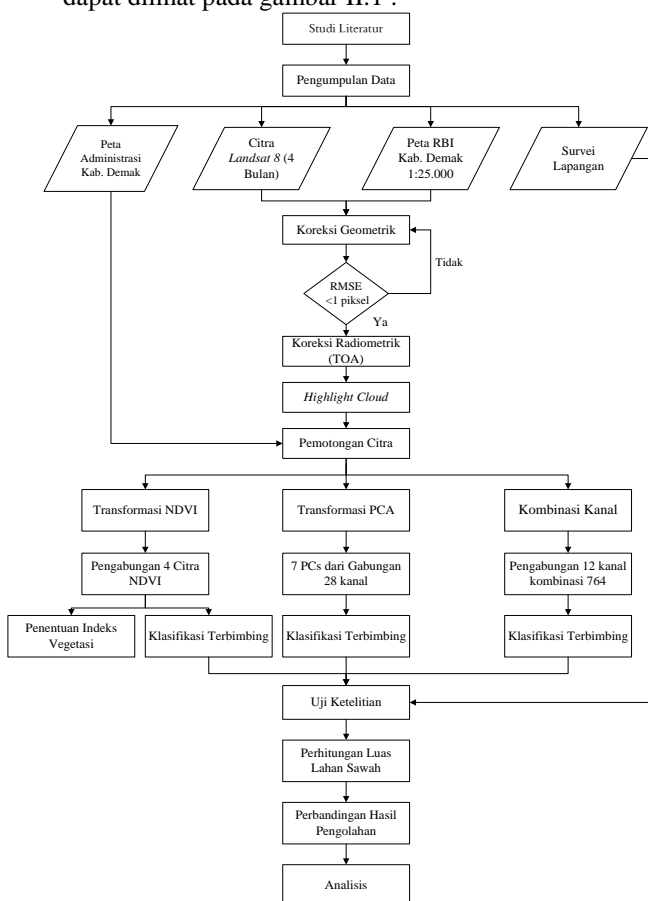 dapat dilihat pada gambar II.1 :
Studi Literatur
Pengumpulan Data
Peta
Administrasi
Kab. Demak
Citra
Landsat 8 (4
Bulan)
Peta RBI
Kab. Demak
1:25.000
Survei
Lapangan
Koreksi Geometrik
Tidak
RMSE
<1 piksel
Ya
Koreksi Radiometrik
(TOA)
Highlight Cloud
Pemotongan Citra
Transformasi NDVI
Transformasi PCA
Kombinasi Kanal
Pengabungan 4 Citra
NDVI
7 PCs dari Gabungan
28 kanal
Pengabungan 12 kanal
kombinasi 764
Penentuan Indeks
Vegetasi
Klasifikasi Terbimbing
Klasifikasi Terbimbing
Klasifikasi Terbimbing
Uji Ketelitian
Perhitungan Luas
Lahan Sawah
Perbandingan Hasil
Pengolahan
Analisis